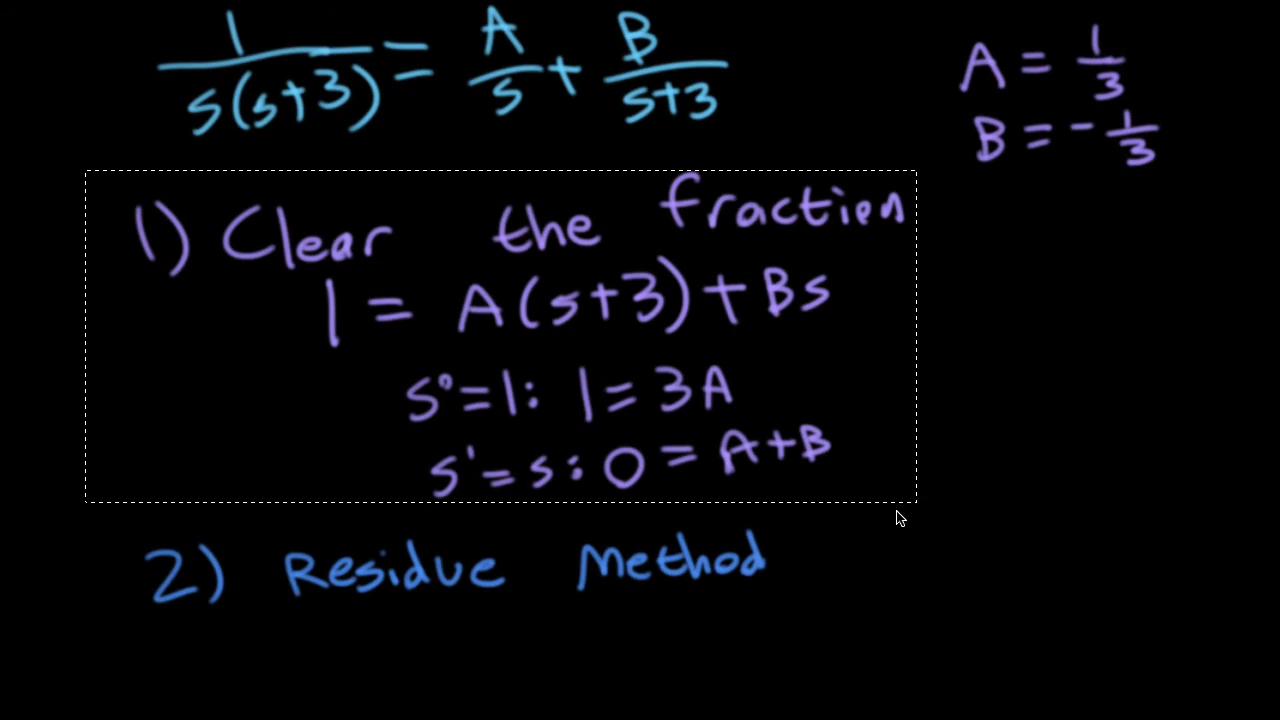 1/(s(s+3)) = A/s + B/(s+3)
A = 1/3
B = -1/3
1) Clear the fraction
1 = A(s+3) + Bs
s⁰=1: 1 = 3A
s¹=s: 0 = A+B
2) Residue Method